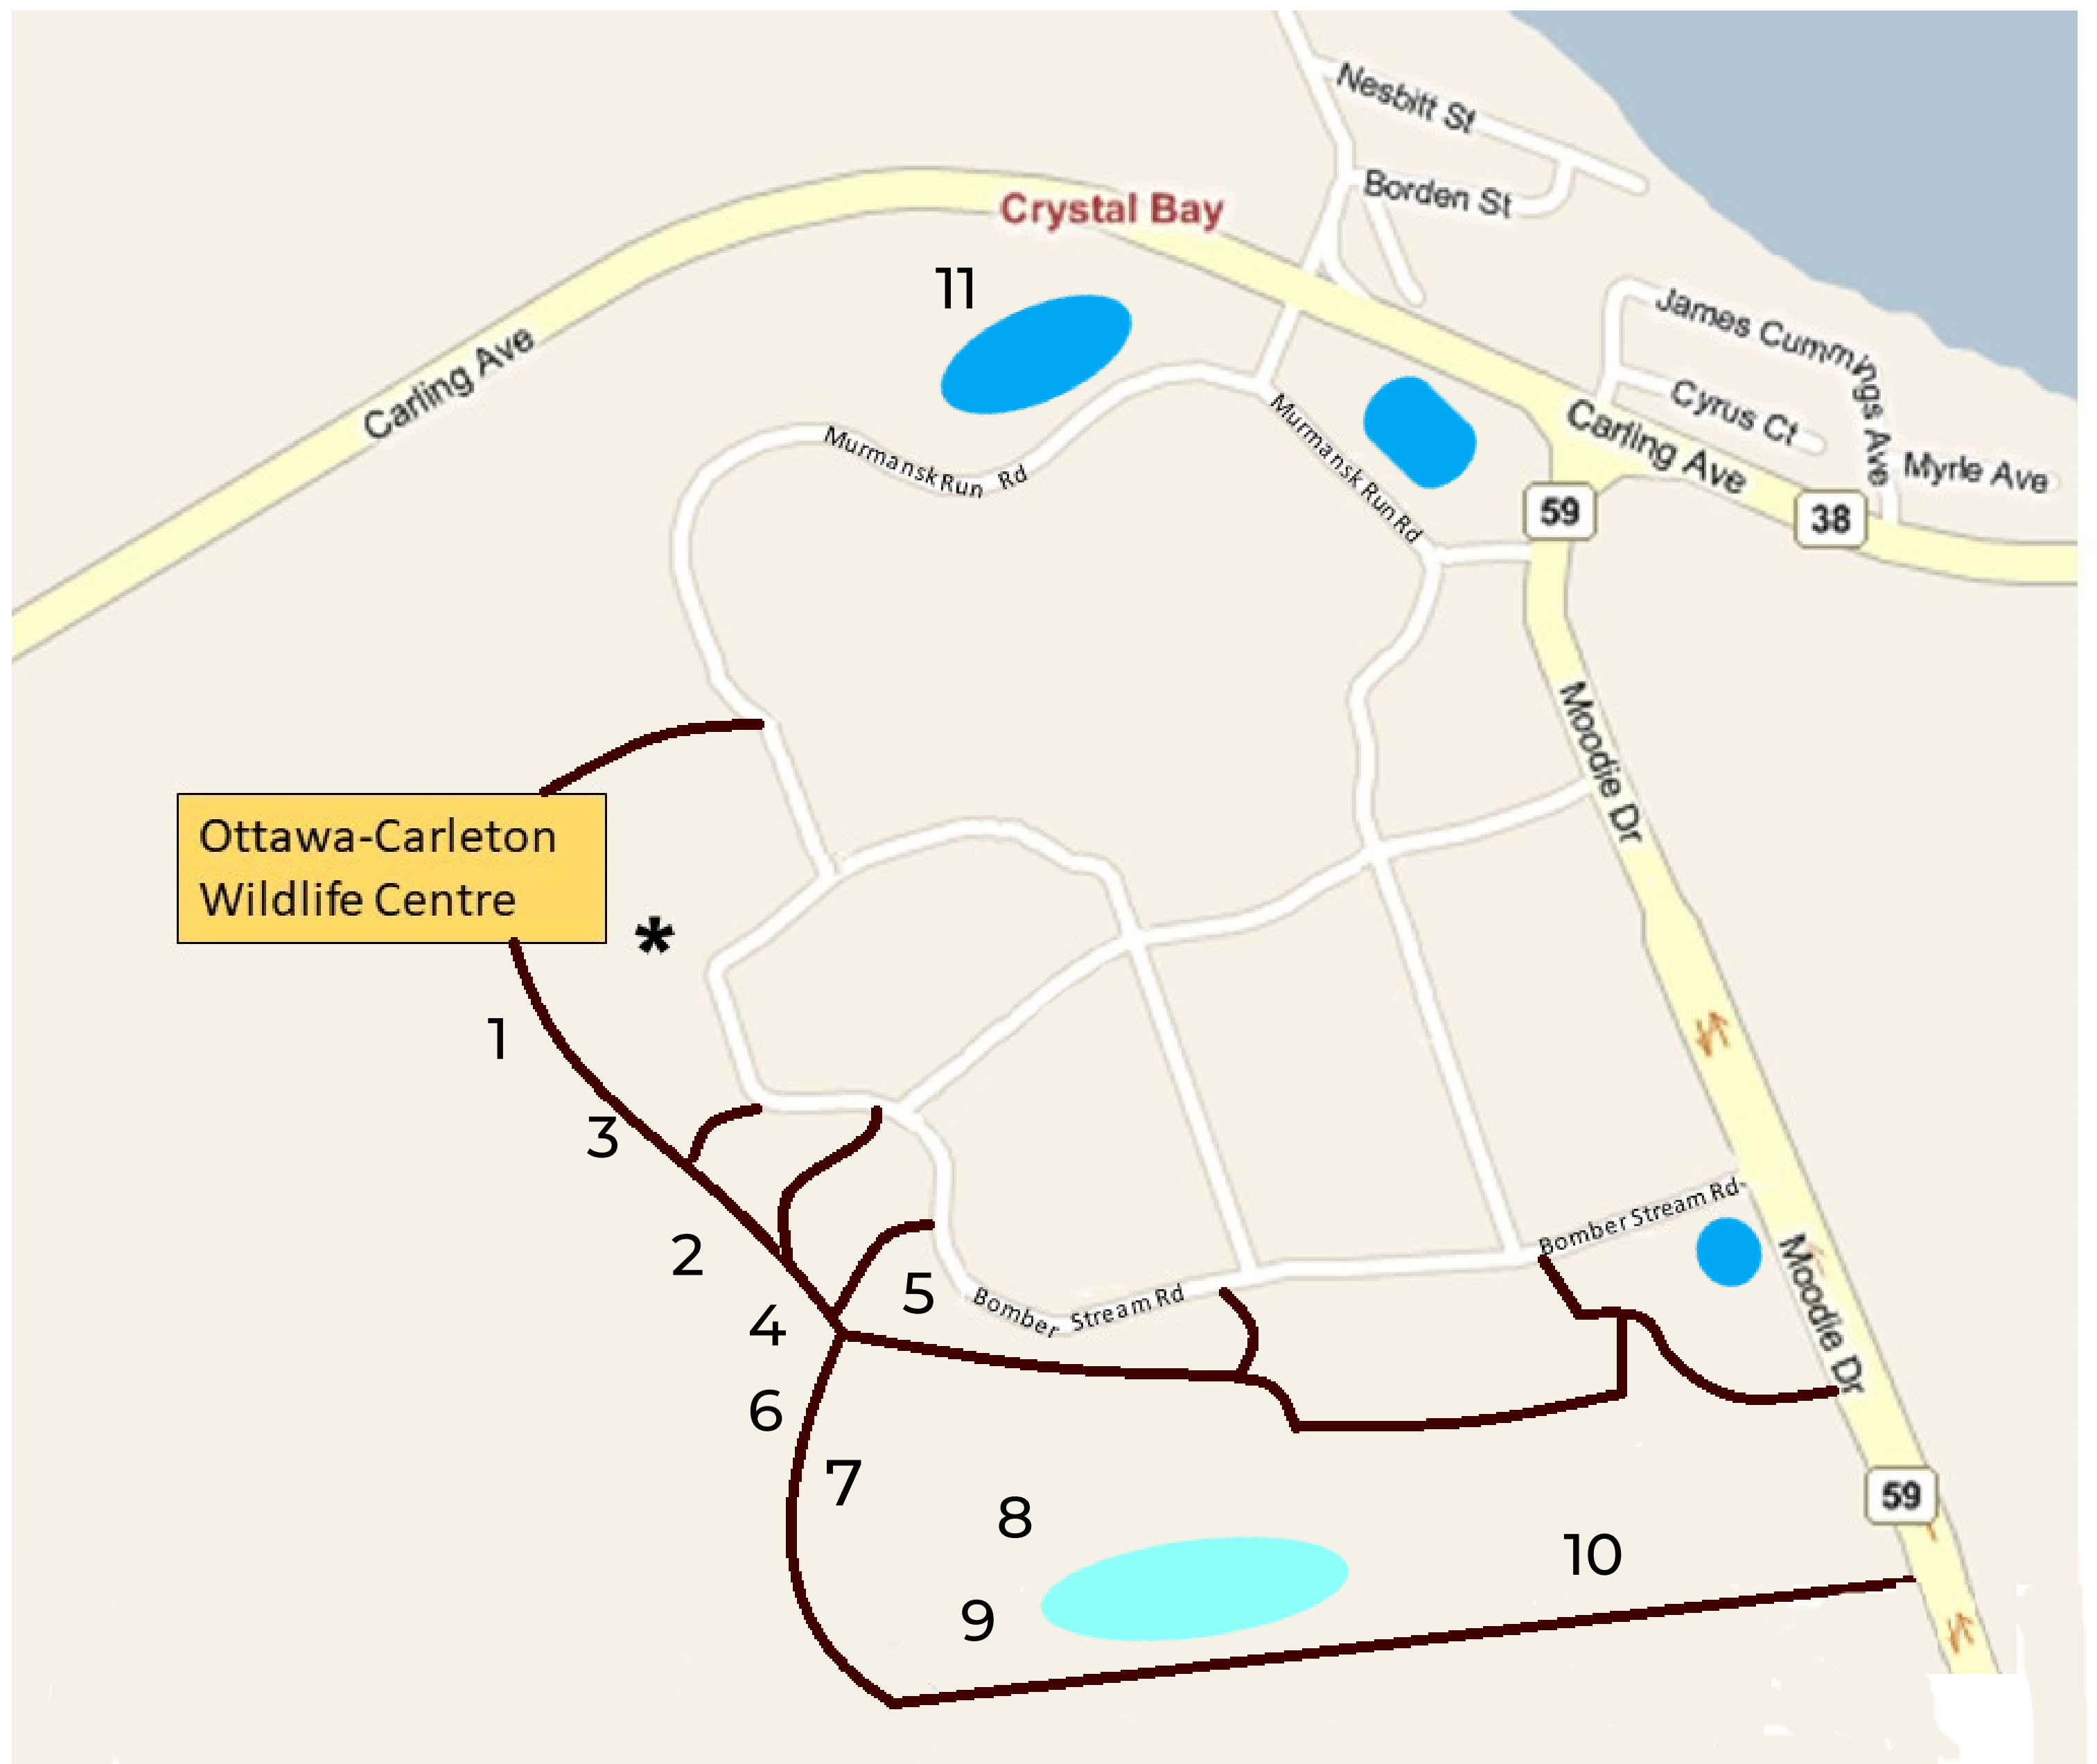 Nesbitt St
Borden St
Crystal Bay
11
James Cummings Ave
Cyrus Ct
Carling Ave
Carling Ave
Myrle Ave
Murmansk Run Rd
Murmansk Run Rd
59
38
Moodie Dr
Ottawa-Carleton
Wildlife Centre
*
1
3
2
4
5
Bomber Stream Rd
Bomber Stream Rd
Moodie Dr
6
7
8
59
10
9